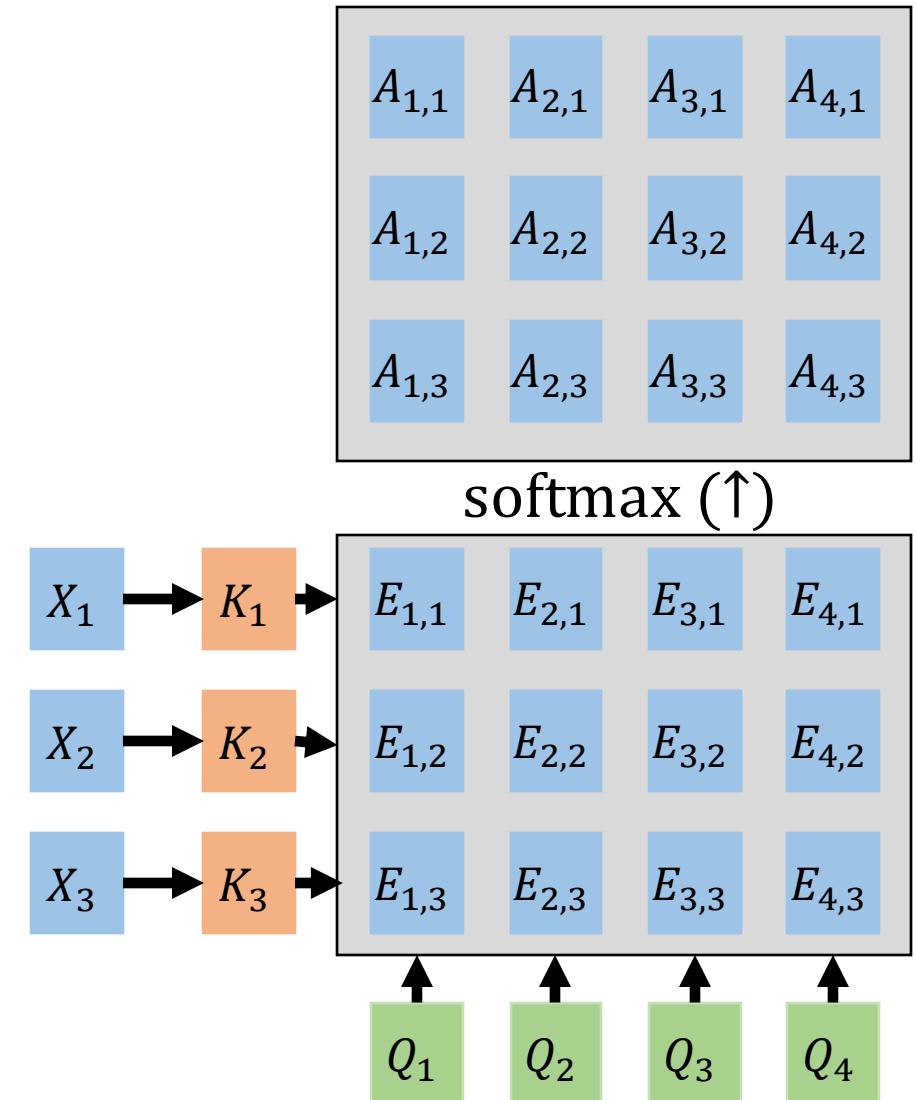 A1,1 A2,1 A3,1 A4,1
A1,2 A2,2 A3,2 A4,2
A1,3 A2,3 A3,3 A4,3
softmax (↑)
X1 K1 E1,1 E2,1 E3,1 E4,1
X2 K2 E1,2 E2,2 E3,2 E4,2
X3 K3 E1,3 E2,3 E3,3 E4,3
Q1 Q2 Q3 Q4